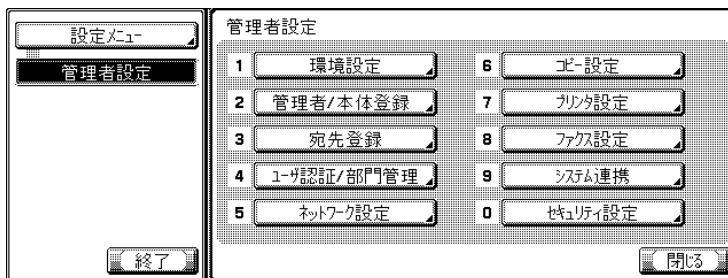 設定メニュー
管理者設定
終了
管理者設定
1 環境設定
2 管理者/本体登録
3 宛先登録
4 ユーザ認証/部門管理
5 ネットワーク設定
6 コピー設定
7 プリンタ設定
8 ファクス設定
9 システム連携
0 セキュリティ設定
閉じる